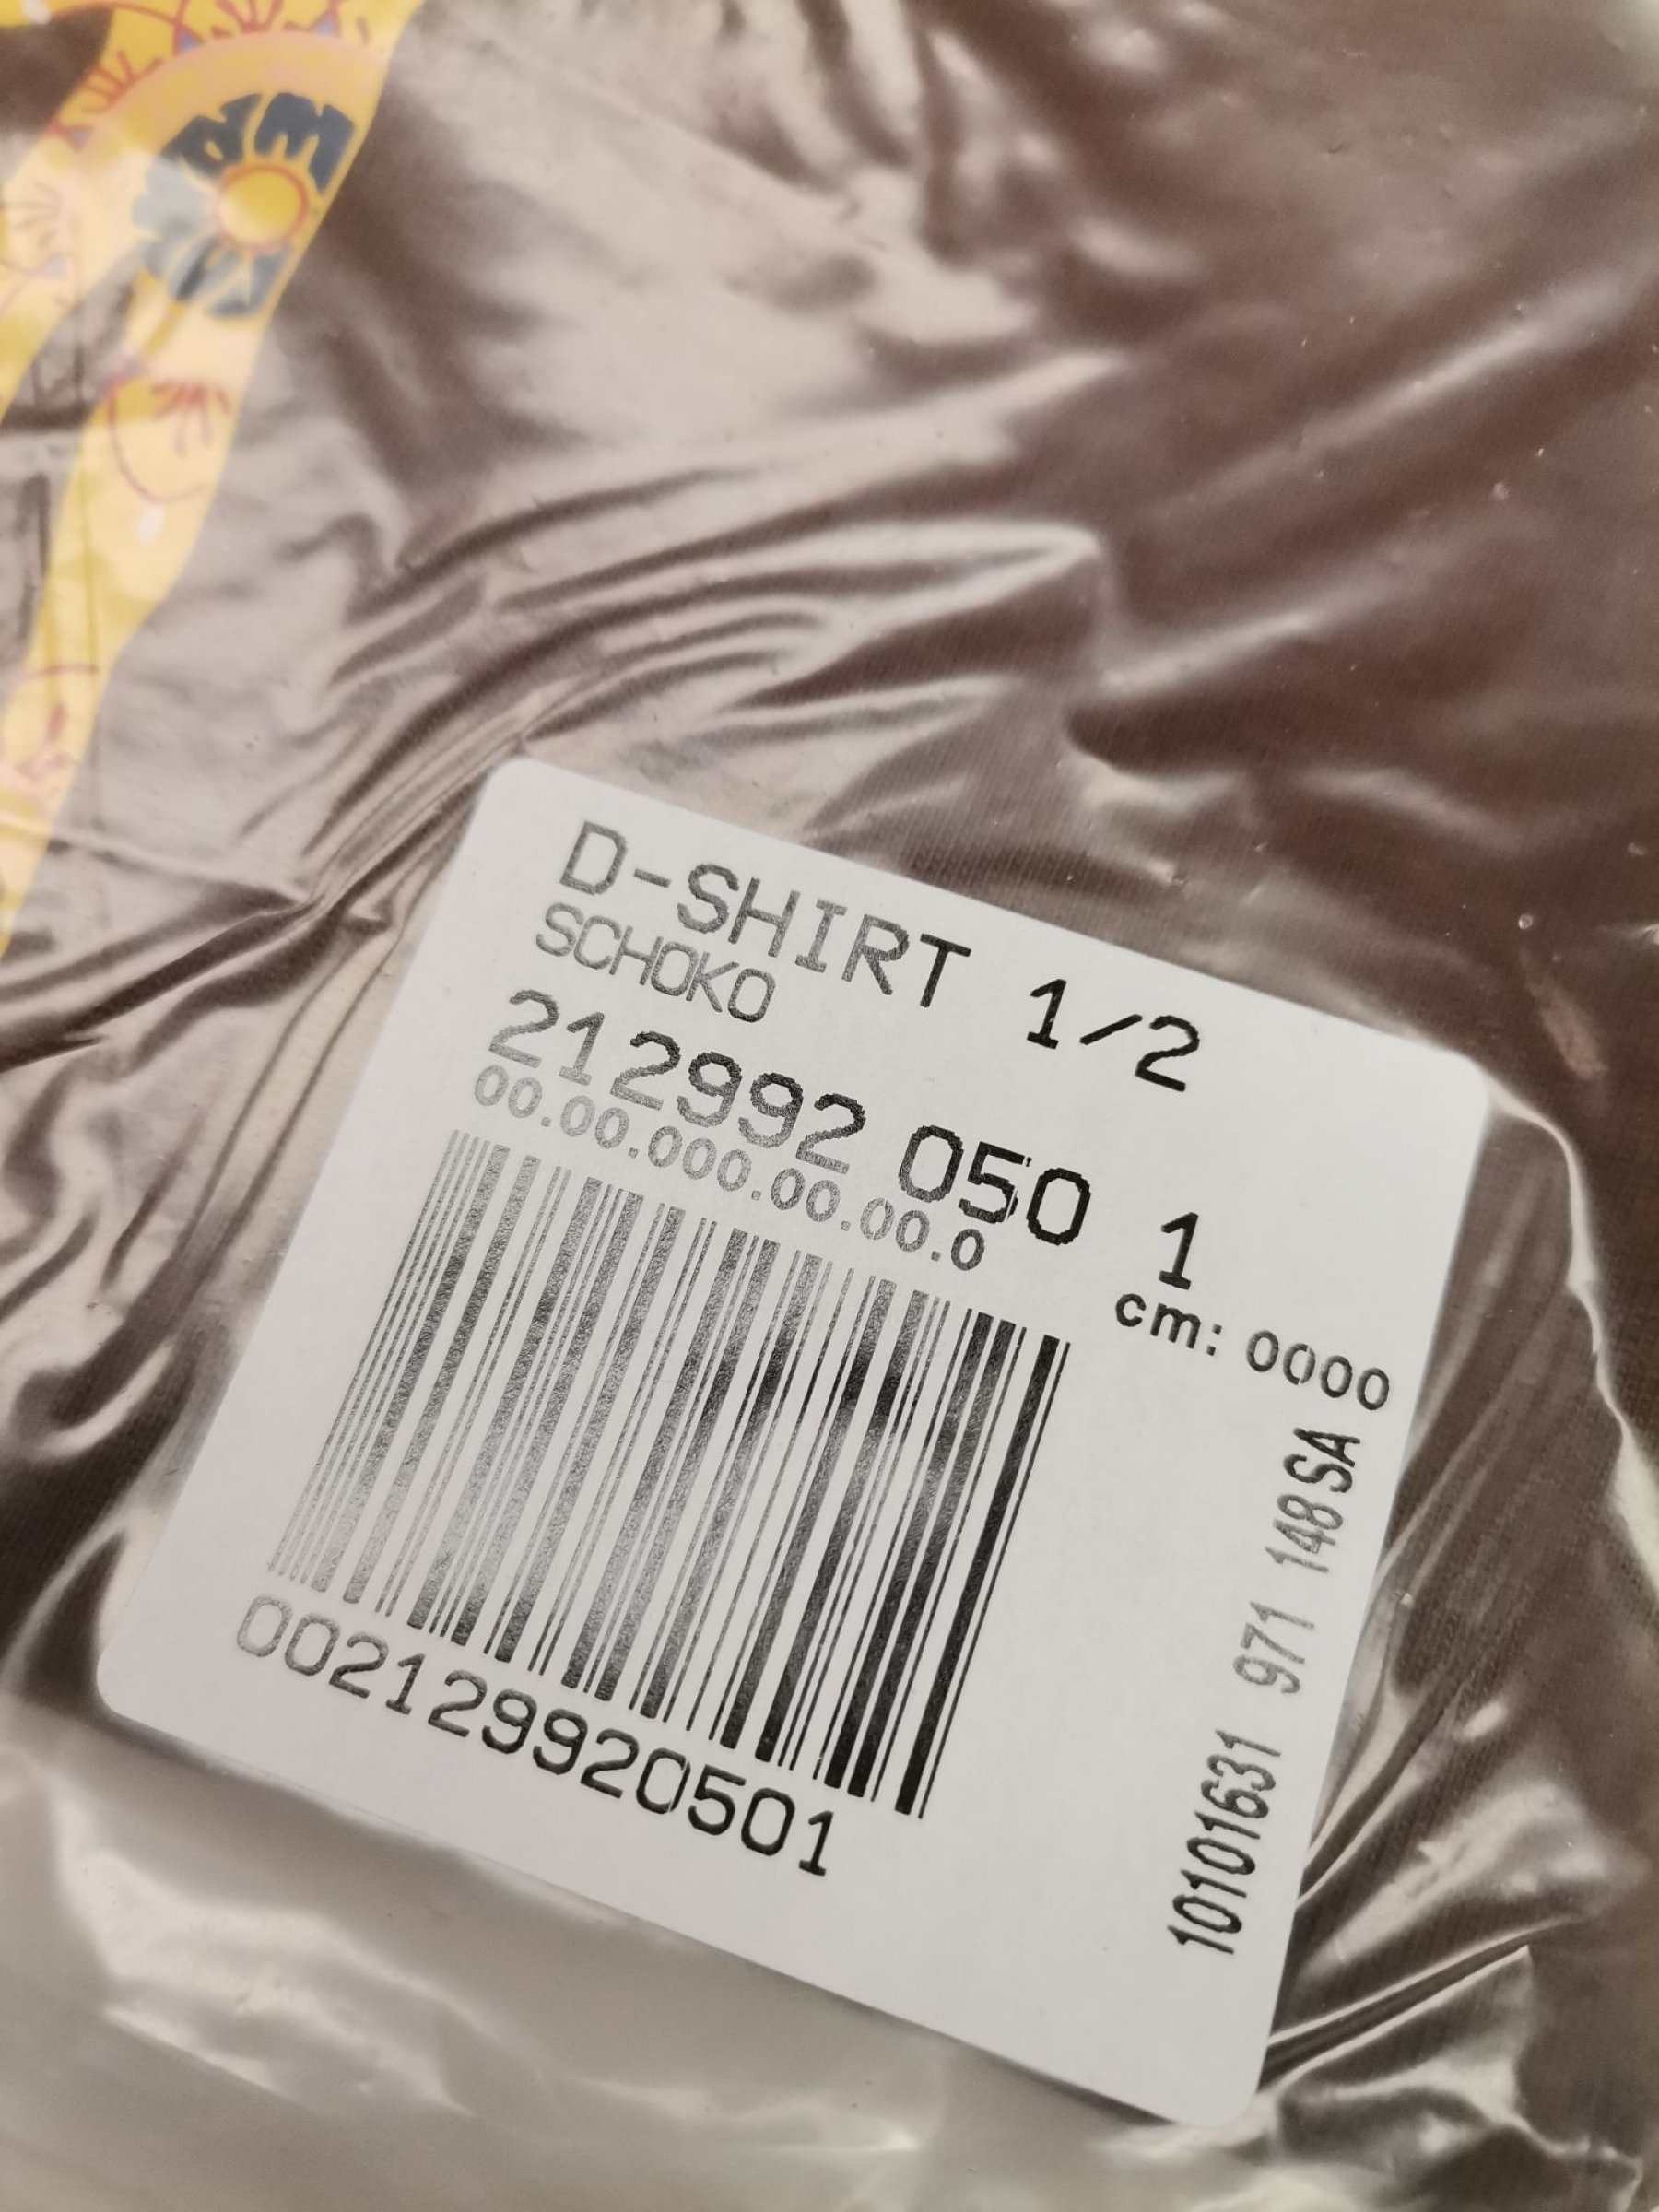 D-SHIRT 1/2
SCHOKO
212992 050 1
00.00.000.00.00.0
cm: 0000
002129920501
10101631 971 148 SA